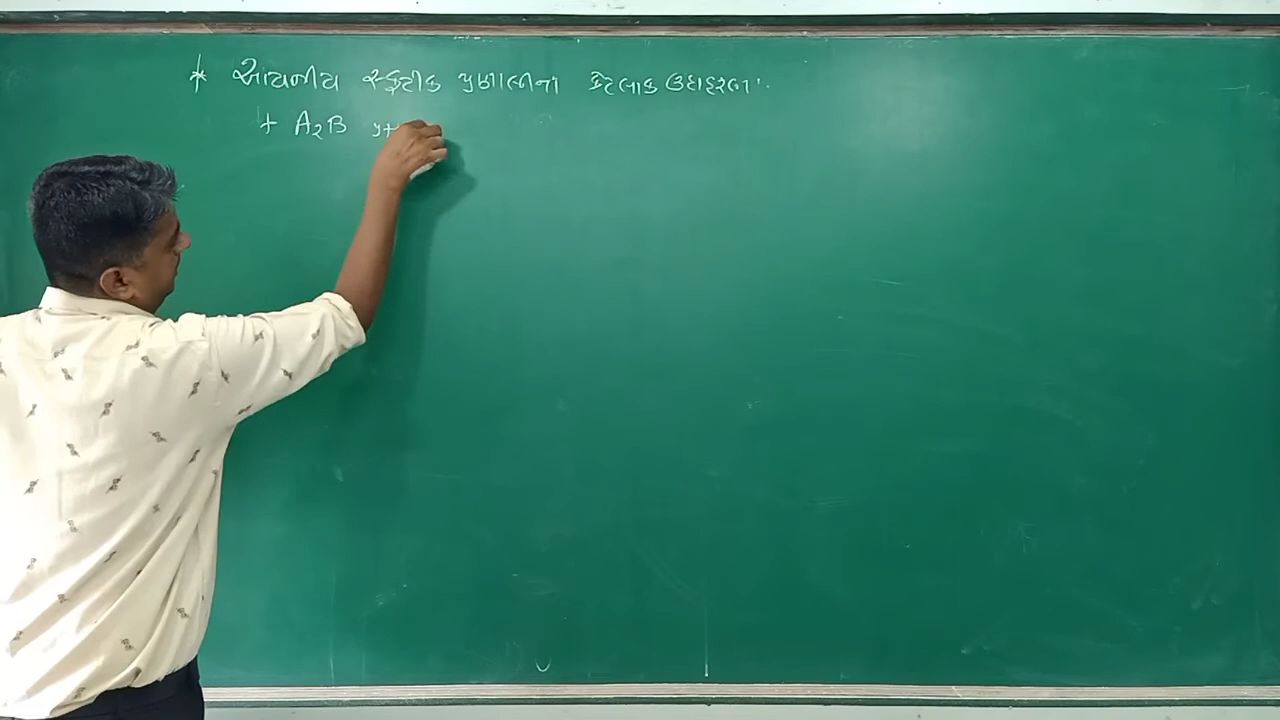 * આયનીય સ્ફટીક પ્રણાલીના કેટલાક ઉદાહરણ :
+ A₂B પ્ર